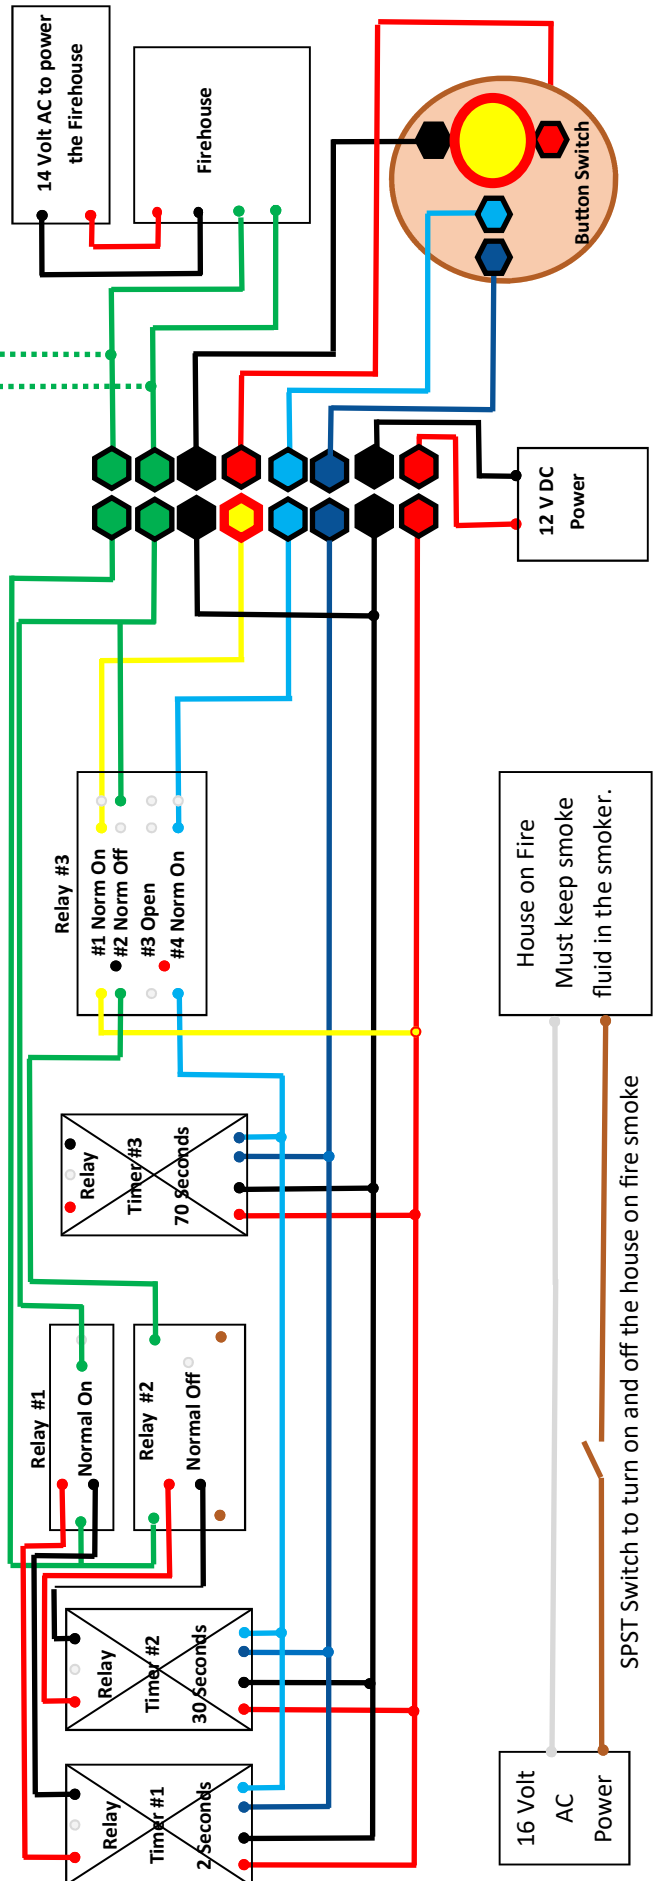 14 Volt AC to power
the Firehouse
Firehouse
Button Switch
12 V DC
Power
Relay #3
#1 Norm On
#2 Norm Off
#3 Open
#4 Norm On
House on Fire
Must keep smoke
fluid in the smoker.
Relay
Timer #3
70 Seconds
Relay #1
Normal On
Relay #2
Normal Off
SPST Switch to turn on and off the house on fire smoke
Relay
Timer #2
30 Seconds
Relay
Timer #1
2 Seconds
16 Volt
AC
Power